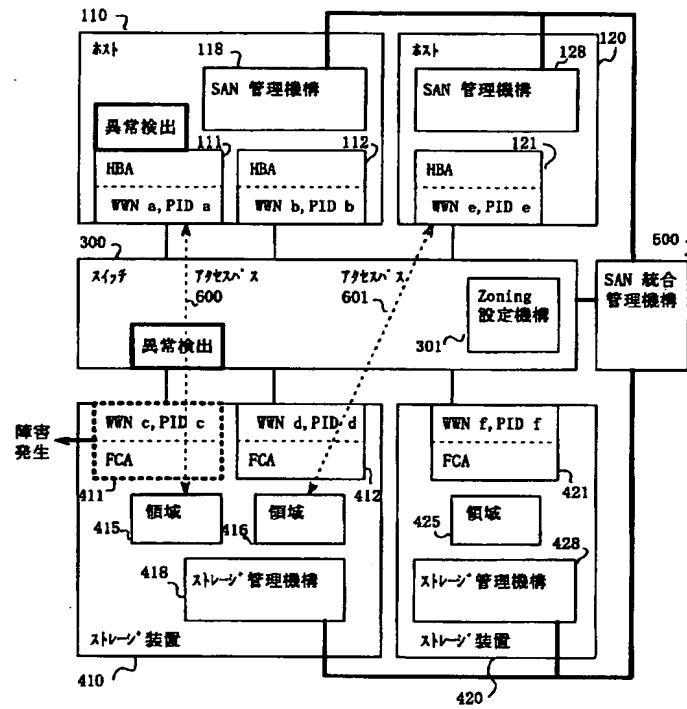 110
ホスト
118
SAN 管理機構
異常検出
111
HBA
WWN a,PID a
112
HBA
WWN b,PID b
120
ホスト
128
SAN 管理機構
121
HBA
WWN e,PID e
300
スイッチ
アクセスパス
600
アクセスパス
601
Zoning
設定機構
301
500
SAN 統合
管理機構
異常検出
障害
発生
WWN c,PID c
FCA
411
WWN d,PID d
FCA
412
領域
415
領域
416
418
ストレージ管理機構
ストレージ装置
410
WWN f,PID f
FCA
421
領域
425
428
ストレージ管理機構
ストレージ装置
420